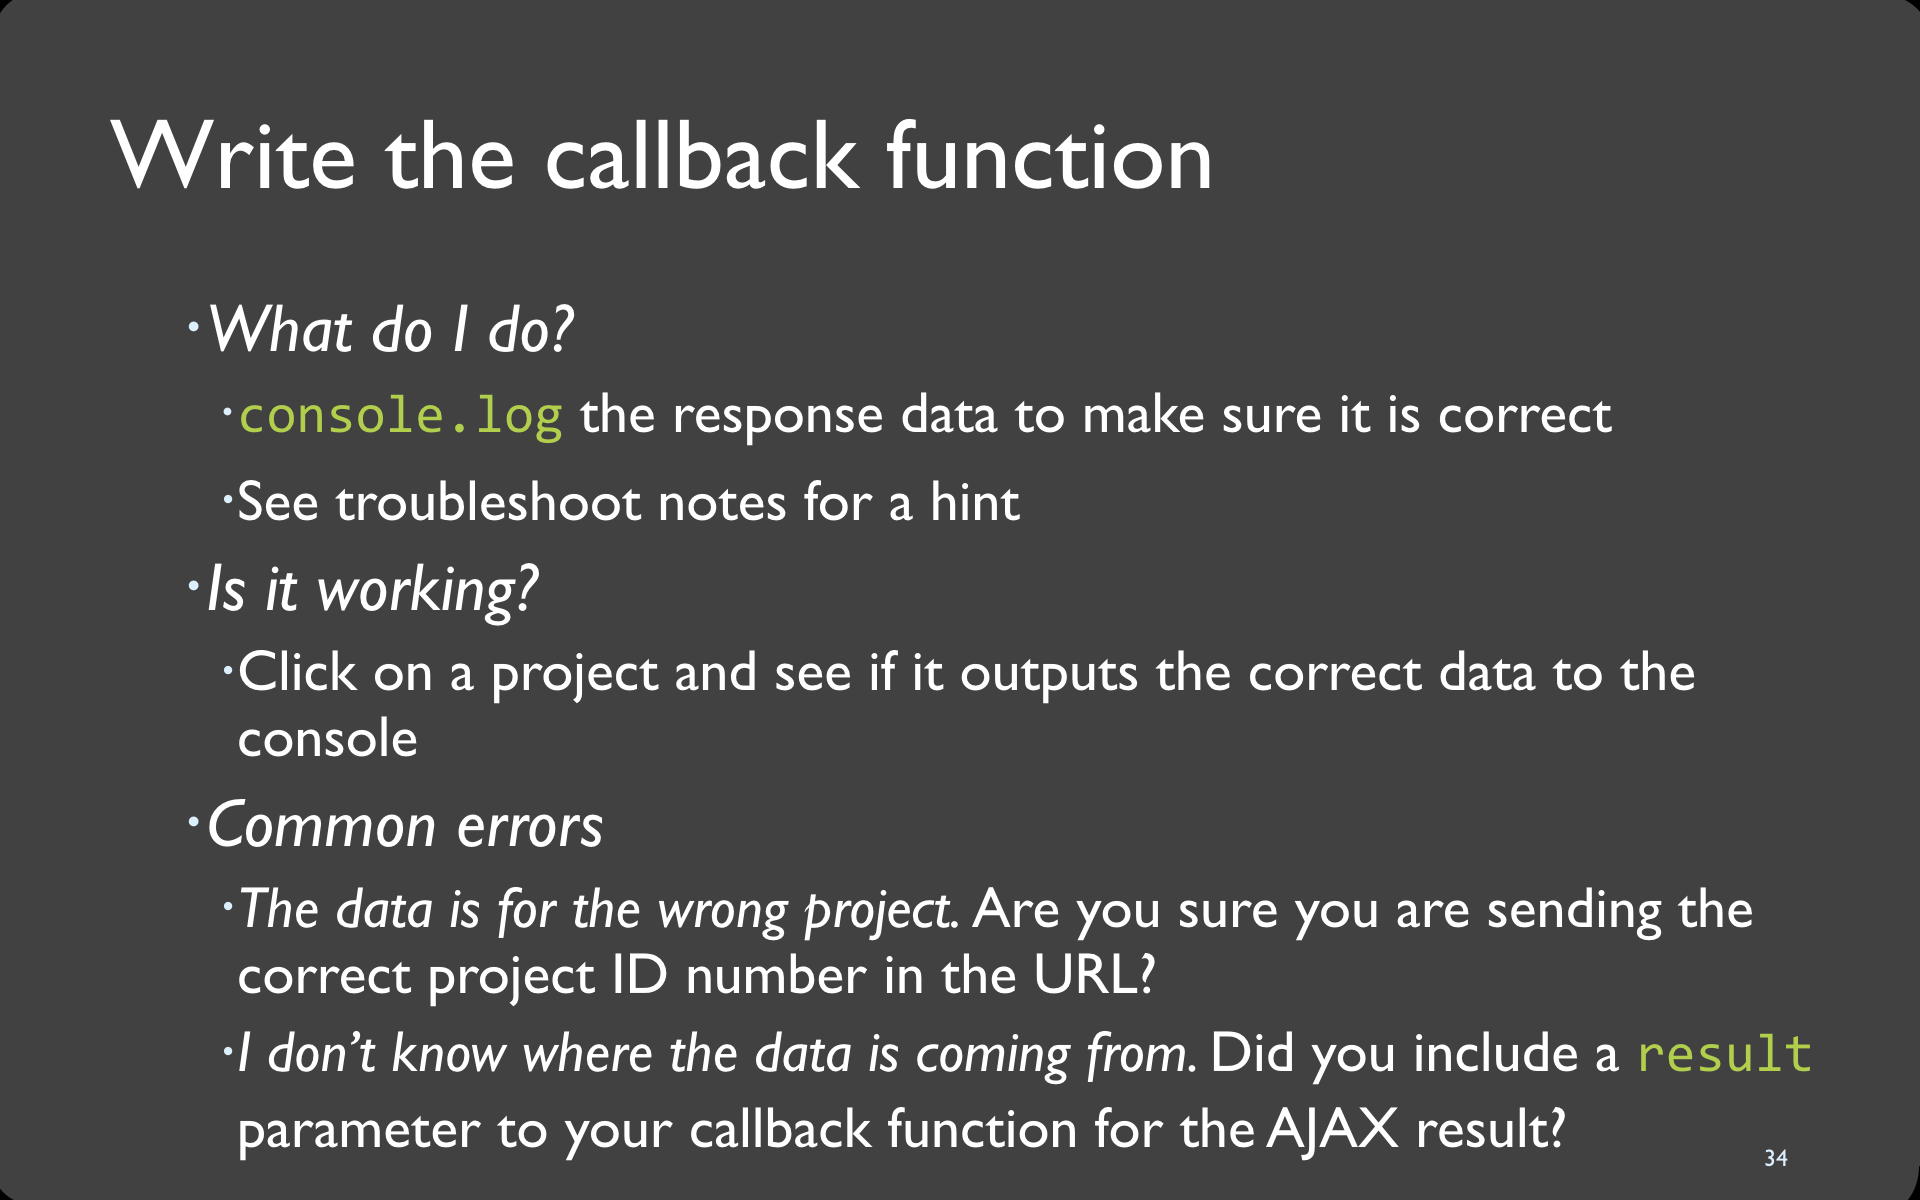 Write the callback function
•What do I do?
•console.log the response data to make sure it is correct
•See troubleshoot notes for a hint
•Is it working?
•Click on a project and see if it outputs the correct data to the
console
•Common errors
•The data is for the wrong project. Are you sure you are sending the
correct project ID number in the URL?
•I don’t know where the data is coming from. Did you include a result
parameter to your callback function for the AJAX result?
34